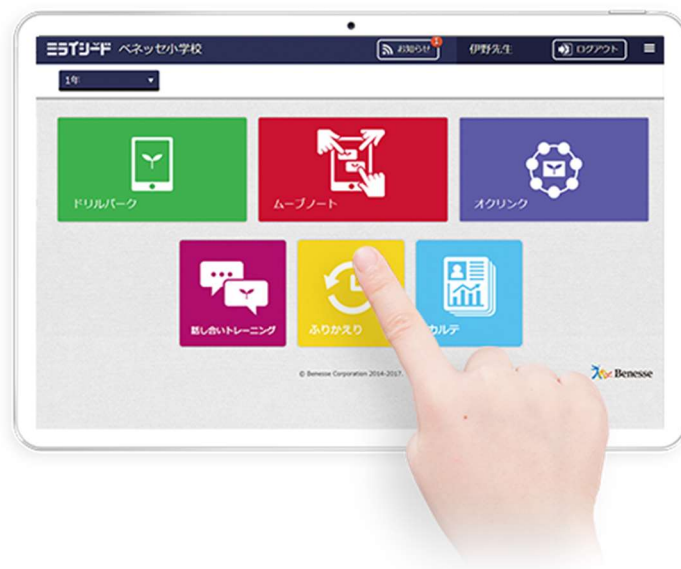 ミライシード ベネッセ小学校
お知らせ
伊野先生
ログアウト
1年
ドリルパーク
ムーブノート
オクリンク
話し合いトレーニング
ふりかえり
カルテ
© Benesse Corporation 2014-2017.
Benesse